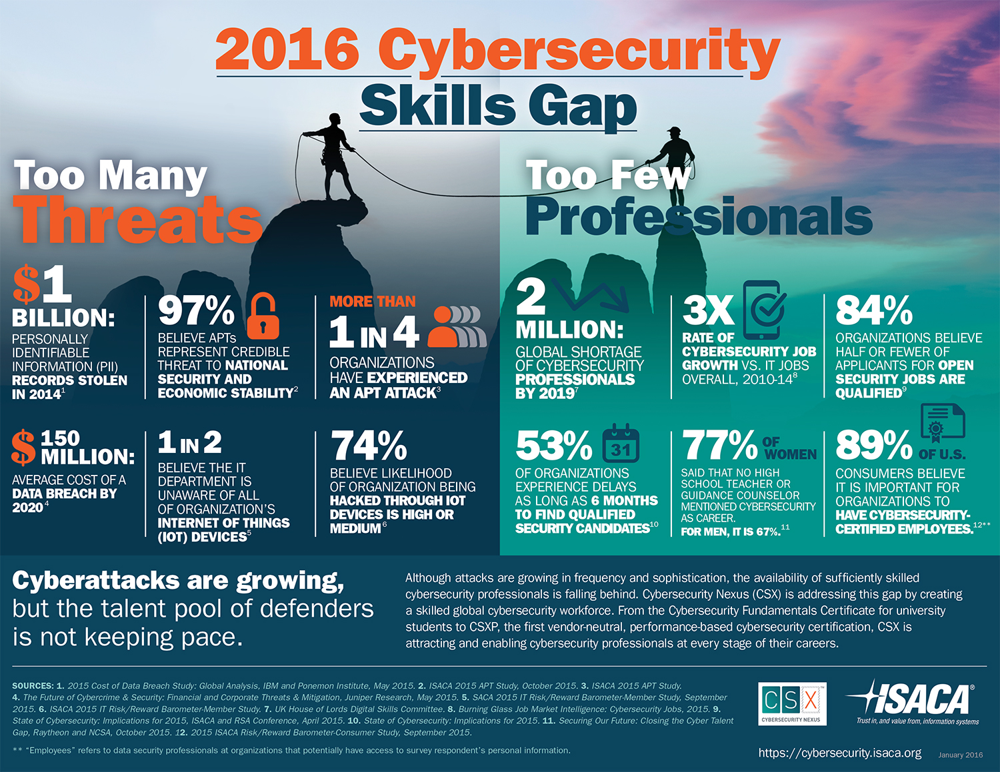 2016 Cybersecurity
Skills Gap
Too Many
Threats
$1
BILLION:
PERSONALLY
IDENTIFIABLE
INFORMATION (PII)
RECORDS STOLEN
IN 2014¹
97%
BELIEVE APTs
REPRESENT CREDIBLE
THREAT TO NATIONAL
SECURITY AND
ECONOMIC STABILITY²
MORE THAN
1 IN 4
ORGANIZATIONS
HAVE EXPERIENCED
AN APT ATTACK³
$150
MILLION:
AVERAGE COST OF A
DATA BREACH BY
2020⁴
1 IN 2
BELIEVE THE IT
DEPARTMENT IS
UNAWARE OF ALL
OF ORGANIZATION'S
INTERNET OF THINGS
(IOT) DEVICES⁵
74%
BELIEVE LIKELIHOOD
OF ORGANIZATION BEING
HACKED THROUGH IOT
DEVICES IS HIGH OR
MEDIUM⁶
Too Few
Professionals
2
MILLION:
GLOBAL SHORTAGE
OF CYBERSECURITY
PROFESSIONALS
BY 2019⁷
3X
RATE OF
CYBERSECURITY JOB
GROWTH VS. IT JOBS
OVERALL, 2010-14⁸
84%
ORGANIZATIONS BELIEVE
HALF OR FEWER OF
APPLICANTS FOR OPEN
SECURITY JOBS ARE
QUALIFIED⁹
53%
31
OF ORGANIZATIONS
EXPERIENCE DELAYS
AS LONG AS 6 MONTHS
TO FIND QUALIFIED
SECURITY CANDIDATES¹⁰
77% OF
WOMEN
SAID THAT NO HIGH
SCHOOL TEACHER OR
GUIDANCE COUNSELOR
MENTIONED CYBERSECURITY
AS CAREER.
FOR MEN, IT IS 67%.¹¹
89% OF U.S.
CONSUMERS BELIEVE
IT IS IMPORTANT FOR
ORGANIZATIONS TO
HAVE CYBERSECURITY-
CERTIFIED EMPLOYEES.¹²**
Cyberattacks are growing,
but the talent pool of defenders
is not keeping pace.
Although attacks are growing in frequency and sophistication, the availability of sufficiently skilled
cybersecurity professionals is falling behind. Cybersecurity Nexus (CSX) is addressing this gap by creating
a skilled global cybersecurity workforce. From the Cybersecurity Fundamentals Certificate for university
students to CSXP, the first vendor-neutral, performance-based cybersecurity certification, CSX is
attracting and enabling cybersecurity professionals at every stage of their careers.
SOURCES: 1. 2015 Cost of Data Breach Study: Global Analysis, IBM and Ponemon Institute, May 2015. 2. ISACA 2015 APT Study, October 2015. 3. ISACA 2015 APT Study.
4. The Future of Cybercrime & Security: Financial and Corporate Threats & Mitigation, Juniper Research, May 2015. 5. SACA 2015 IT Risk/Reward Barometer-Member Study, September
2015. 6. ISACA 2015 IT Risk/Reward Barometer-Member Study. 7. UK House of Lords Digital Skills Committee. 8. Burning Glass Job Market Intelligence: Cybersecurity Jobs, 2015. 9.
State of Cybersecurity: Implications for 2015, ISACA and RSA Conference, April 2015. 10. State of Cybersecurity: Implications for 2015. 11. Securing Our Future: Closing the Cyber Talent
Gap, Raytheon and NCSA, October 2015. 12. 2015 ISACA Risk/Reward Barometer-Consumer Study, September 2015.
** "Employees" refers to data security professionals at organizations that potentially have access to survey respondent's personal information.
CSX™
CYBERSECURITY NEXUS
ISACA®
Trust in, and value from, information systems
https://cybersecurity.isaca.org
January 2016